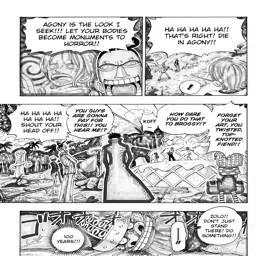 AGONY IS THE LOOK I
SEEK!!! LET YOUR BODIES
BECOME MONUMENTS TO
HORROR!!
HA HA HA HA HA!!
THAT'S RIGHT! DIE
IN AGONY!!
HA HA HA HA
HA HA HA!!
SHOUT YOUR
HEAD OFF!!
YOU GUYS
ARE GONNA
PAY FOR
THIS!! YOU
HEAR ME!?
KOFF
HOW DARE
YOU DO THAT
TO BROGGY!?
FORGET
YOUR
ART, YOU
TWISTED,
TOP-
KNOTTED
FIEND!!
100
YEARS!!!
ZOLO!!
DON'T JUST
STAND
THERE! DO
SOMETHING!!